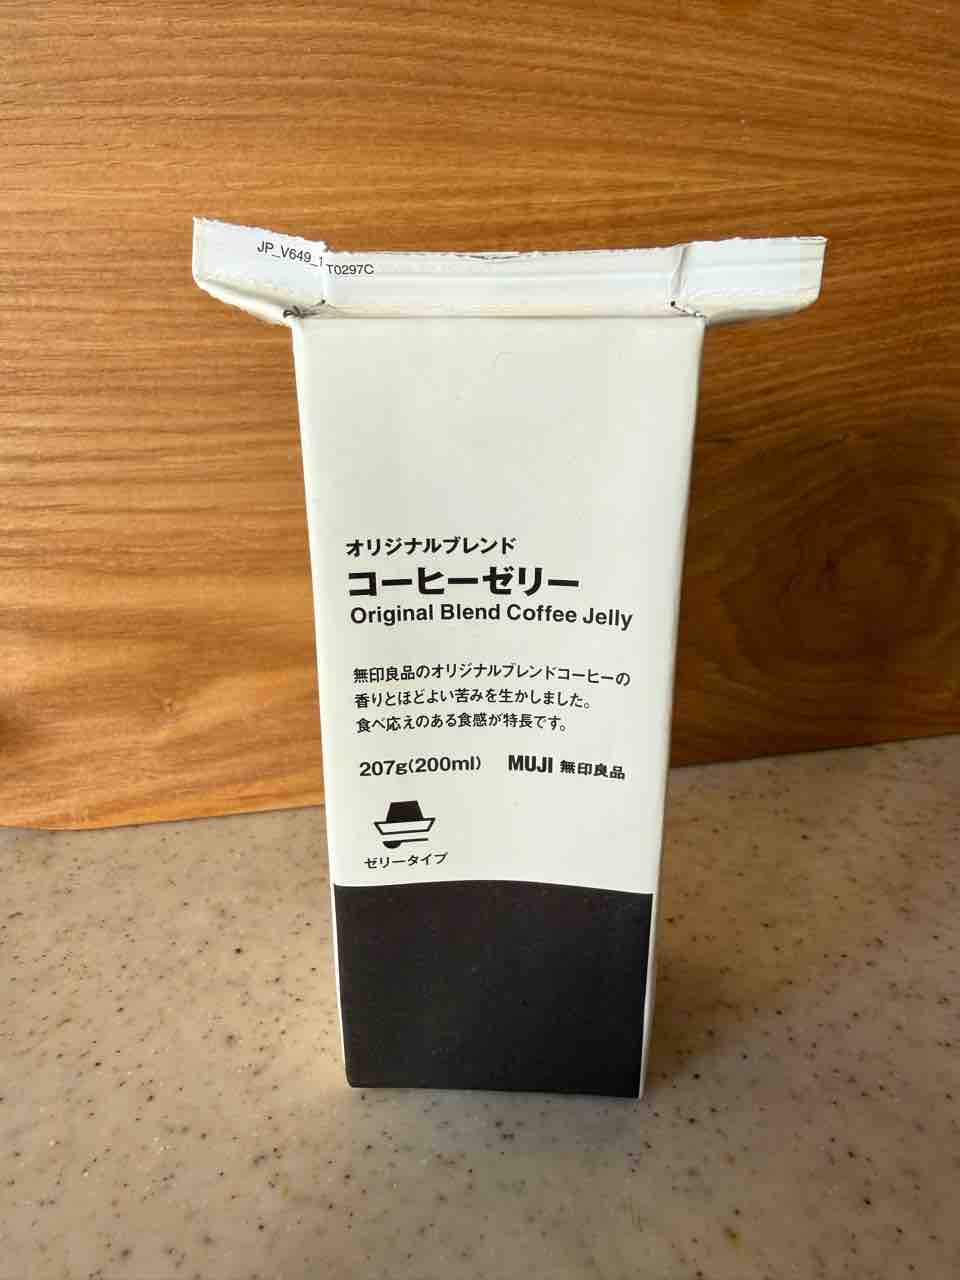 JP_V649_1
T0297C
オリジナルブレンド
コーヒーゼリー
Original Blend Coffee Jelly
無印良品のオリジナルブレンドコーヒーの
香りとほどよい苦みを生かしました。
食べ応えのある食感が特長です。
207g(200ml) MUJI 無印良品
ゼリータイプ